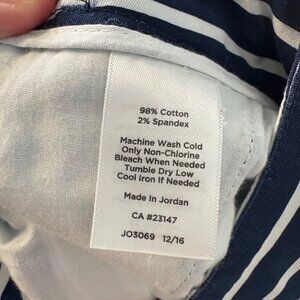 98% Cotton
2% Spandex
Machine Wash Cold
Only Non-Chlorine
Bleach When Needed
Tumble Dry Low
Cool Iron If Needed
Made In Jordan
CA #23147
JO3069 12/16